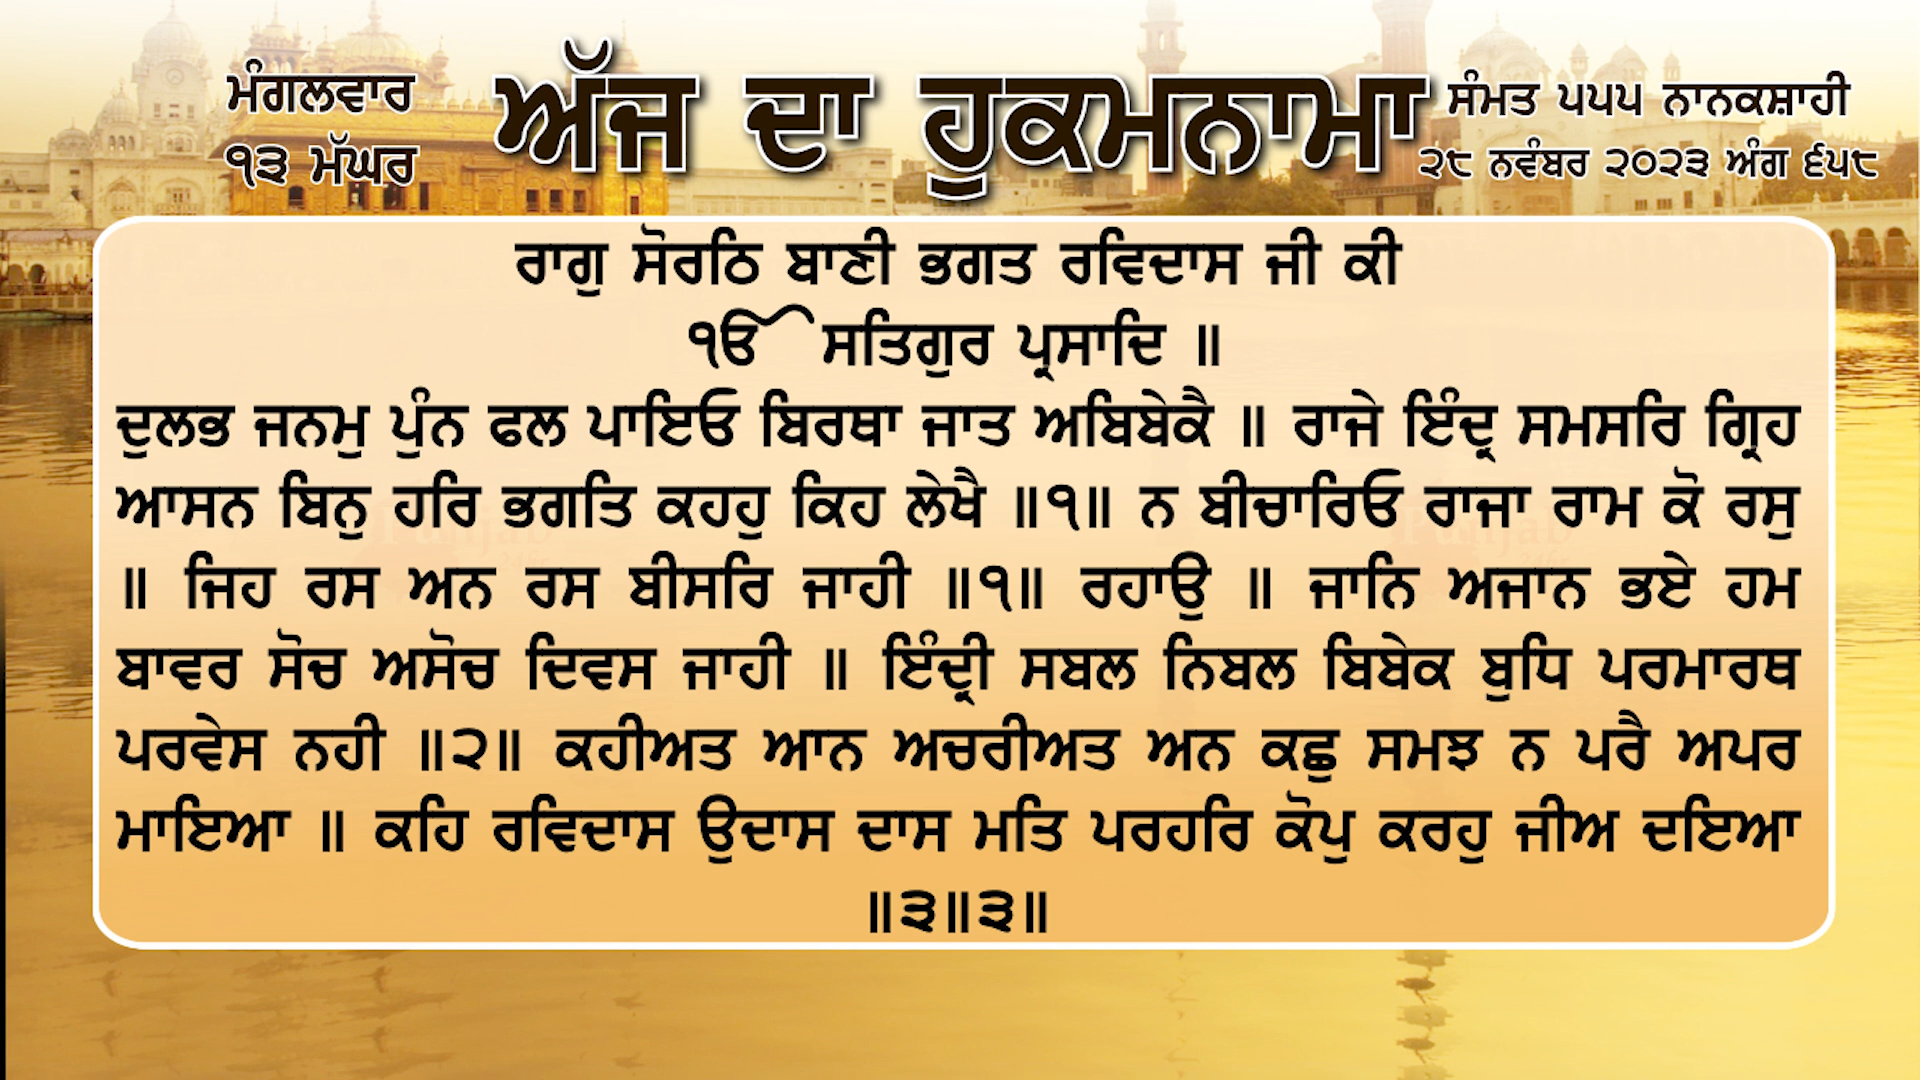 ਮੰਗਲਵਾਰ
੧੩ ਮੱਘਰ
ਅੱਜ ਦਾ ਹੁਕਮਨਾਮਾ
ਸੰਮਤ ੫੫੫ ਨਾਨਕਸ਼ਾਹੀ
੨੮ ਨਵੰਬਰ ੨੦੨੩ ਅੰਗ ੬੫੮
ਰਾਗੁ ਸੋਰਠਿ ਬਾਣੀ ਭਗਤ ਰਵਿਦਾਸ ਜੀ ਕੀ
ੴ ਸਤਿਗੁਰ ਪ੍ਰਸਾਦਿ ॥
ਦੁਲਭ ਜਨਮੁ ਪੁੰਨ ਫਲ ਪਾਇਓ ਬਿਰਥਾ ਜਾਤ ਅਬਿਬੇਕੈ ॥ ਰਾਜੇ ਇੰਦ੍ਰ ਸਮਸਰਿ ਗ੍ਰਿਹ
ਆਸਨ ਬਿਨੁ ਹਰਿ ਭਗਤਿ ਕਹਹੁ ਕਿਹ ਲੇਖੈ ॥੧॥ ਨ ਬੀਚਾਰਿਓ ਰਾਜਾ ਰਾਮ ਕੋ ਰਸੁ
॥ ਜਿਹ ਰਸ ਅਨ ਰਸ ਬੀਸਰਿ ਜਾਹੀ ॥੧॥ ਰਹਾਉ ॥ ਜਾਨਿ ਅਜਾਨ ਭਏ ਹਮ
ਬਾਵਰ ਸੋਚ ਅਸੋਚ ਦਿਵਸ ਜਾਹੀ ॥ ਇੰਦ੍ਰੀ ਸਬਲ ਨਿਬਲ ਬਿਬੇਕ ਬੁਧਿ ਪਰਮਾਰਥ
ਪਰਵੇਸ ਨਹੀ ॥੨॥ ਕਹੀਅਤ ਆਨ ਅਚਰੀਅਤ ਅਨ ਕਛੁ ਸਮਝ ਨ ਪਰੈ ਅਪਰ
ਮਾਇਆ ॥ ਕਹਿ ਰਵਿਦਾਸ ਉਦਾਸ ਦਾਸ ਮਤਿ ਪਰਹਰਿ ਕੋਪੁ ਕਰਹੁ ਜੀਅ ਦਇਆ
॥੩॥੩॥